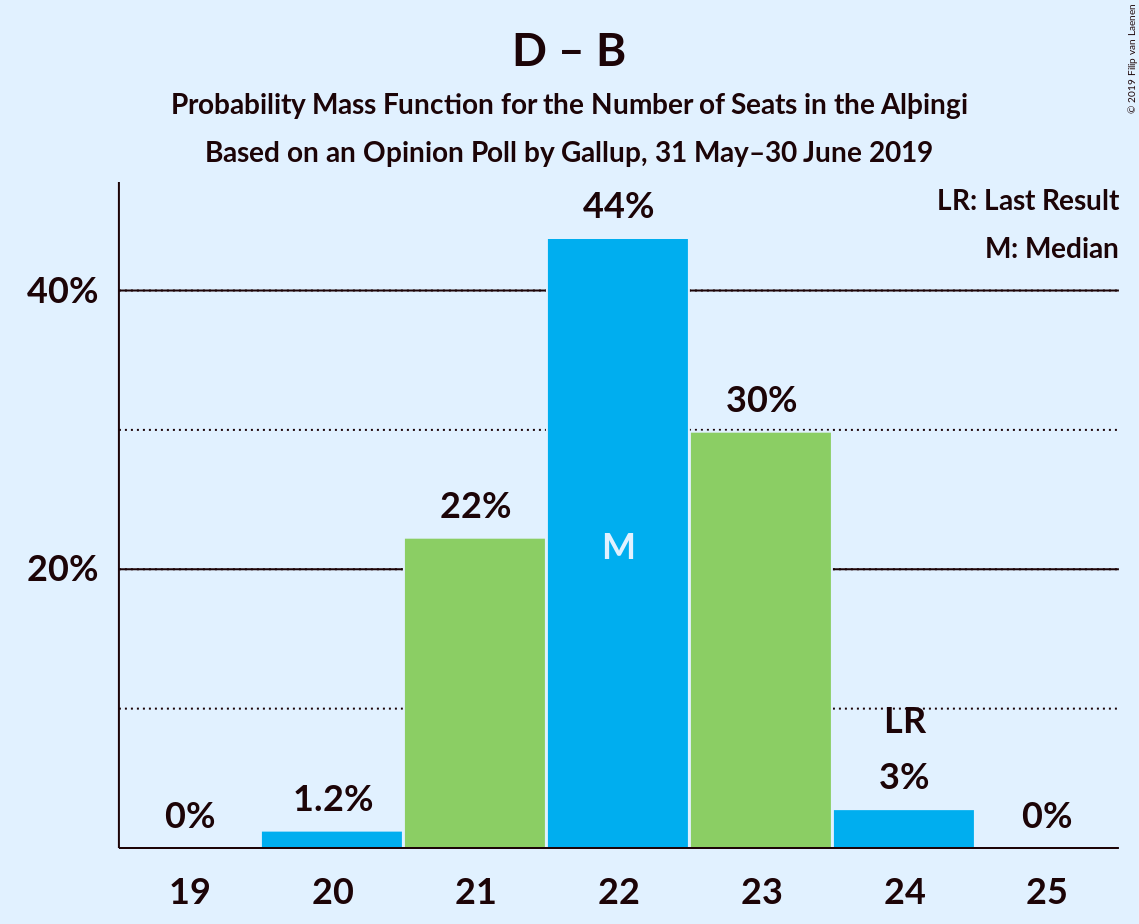 D – B
Probability Mass Function for the Number of Seats in the Alþingi
Based on an Opinion Poll by Gallup, 31 May–30 June 2019
© 2019 Filip van Laenen
LR: Last Result
M: Median
44%
40%
30%
22%
M
20%
LR
3%
1.2%
0%
0%
19 20 21 22 23 24 25